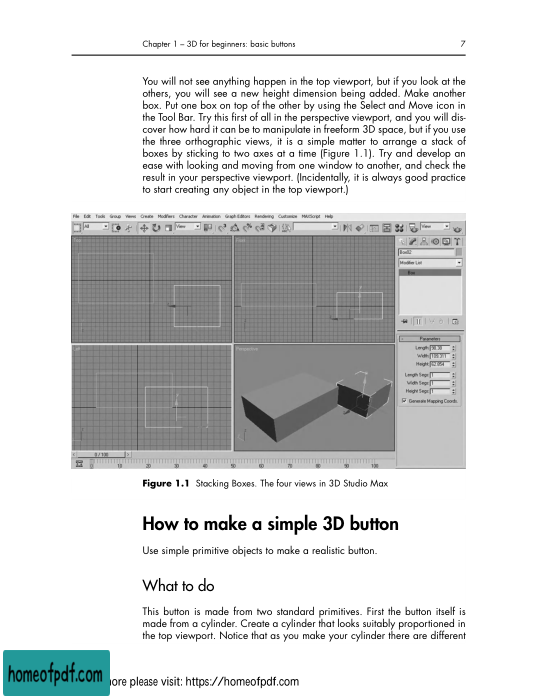 Chapter 1 – 3D for beginners: basic buttons 7
You will not see anything happen in the top viewport, but if you look at the
others, you will see a new height dimension being added. Make another
box. Put one box on top of the other by using the Select and Move icon in
the Tool Bar. Try this first of all in the perspective viewport, and you will dis-
cover how hard it can be to manipulate in freeform 3D space, but if you use
the three orthographic views, it is a simple matter to arrange a stack of
boxes by sticking to two axes at a time (Figure 1.1). Try and develop an
ease with looking and moving from one window to another, and check the
result in your perspective viewport. (Incidentally, it is always good practice
to start creating any object in the top viewport.)
File Edit Tools Group Views Create Modifiers Character Animation Graph Editors Rendering Customize MAXScript Help
All View View
Box02
Modifier List
Box
Perspective
Parameters
Length:
Width:
Height:
Length Segs: 1
Width Segs: 1
Height Segs: 1
Generate Mapping Coords.
0 / 100
0 10 20 30 40 50 60 70 80 90 100
Figure 1.1 Stacking Boxes. The four views in 3D Studio Max
How to make a simple 3D button
Use simple primitive objects to make a realistic button.
What to do
This button is made from two standard primitives. First the button itself is
made from a cylinder. Create a cylinder that looks suitably proportioned in
the top viewport. Notice that as you make your cylinder there are different
homeofpdf.com
more please visit: https://homeofpdf.com